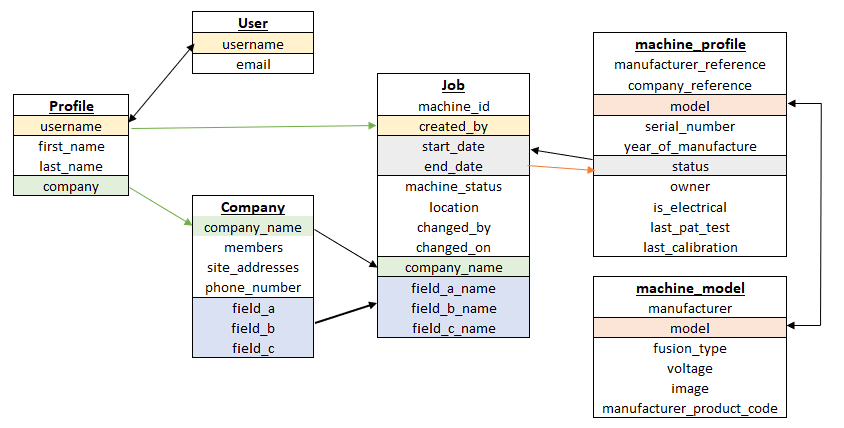 User
username
email
Profile
username
first_name
last_name
company
Company
company_name
members
site_addresses
phone_number
field_a
field_b
field_c
Job
machine_id
created_by
start_date
end_date
machine_status
location
changed_by
changed_on
company_name
field_a_name
field_b_name
field_c_name
machine_profile
manufacturer_reference
company_reference
model
serial_number
year_of_manufacture
status
owner
is_electrical
last_pat_test
last_calibration
machine_model
manufacturer
model
fusion_type
voltage
image
manufacturer_product_code